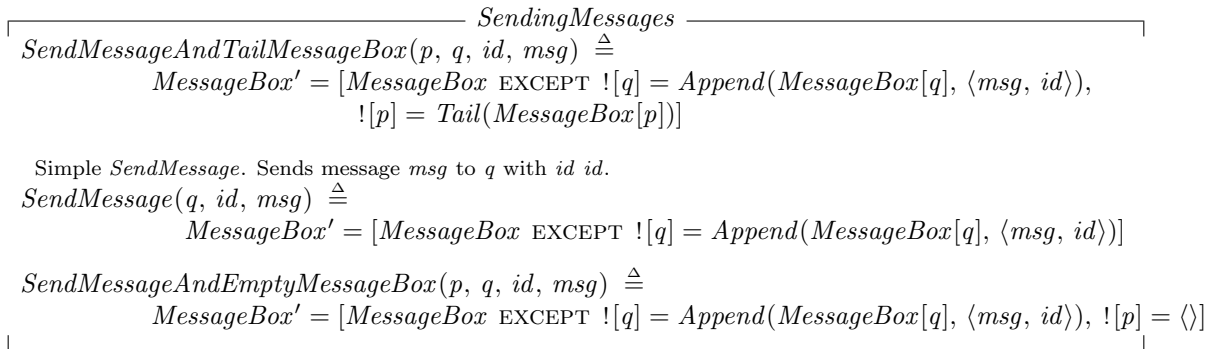 SendingMessages
SendMessageAndTailMessageBox(p, q, id, msg) ≜
MessageBox′ = [MessageBox EXCEPT ![q] = Append(MessageBox[q], ⟨msg, id⟩),
![p] = Tail(MessageBox[p])]
Simple SendMessage. Sends message msg to q with id id.
SendMessage(q, id, msg) ≜
MessageBox′ = [MessageBox EXCEPT ![q] = Append(MessageBox[q], ⟨msg, id⟩)]
SendMessageAndEmptyMessageBox(p, q, id, msg) ≜
MessageBox′ = [MessageBox EXCEPT ![q] = Append(MessageBox[q], ⟨msg, id⟩), ![p] = ⟨⟩]